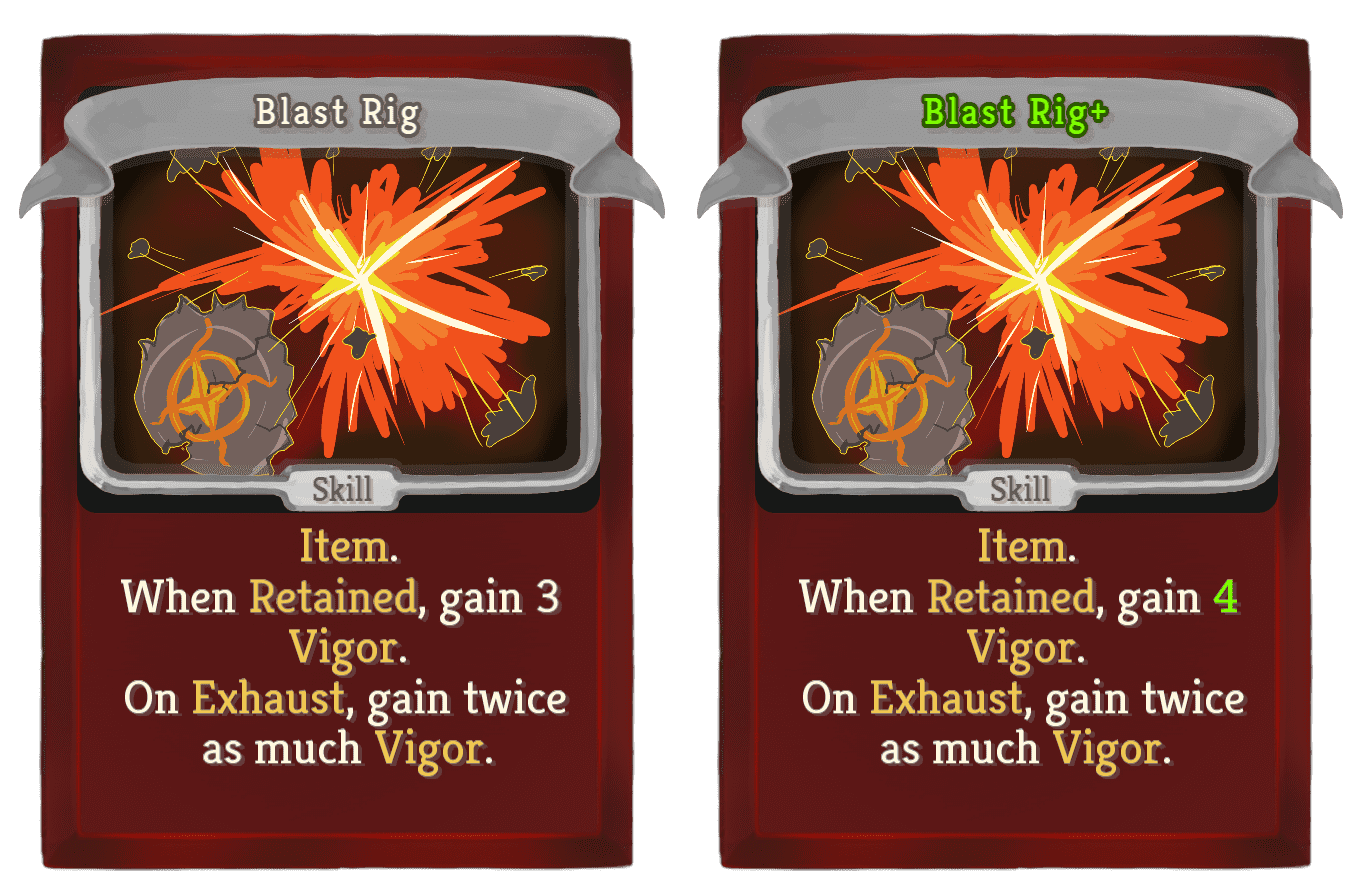 Blast Rig
Skill
Item.
When Retained, gain 3
Vigor.
On Exhaust, gain twice
as much Vigor.
Blast Rig+
Skill
Item.
When Retained, gain 4
Vigor.
On Exhaust, gain twice
as much Vigor.